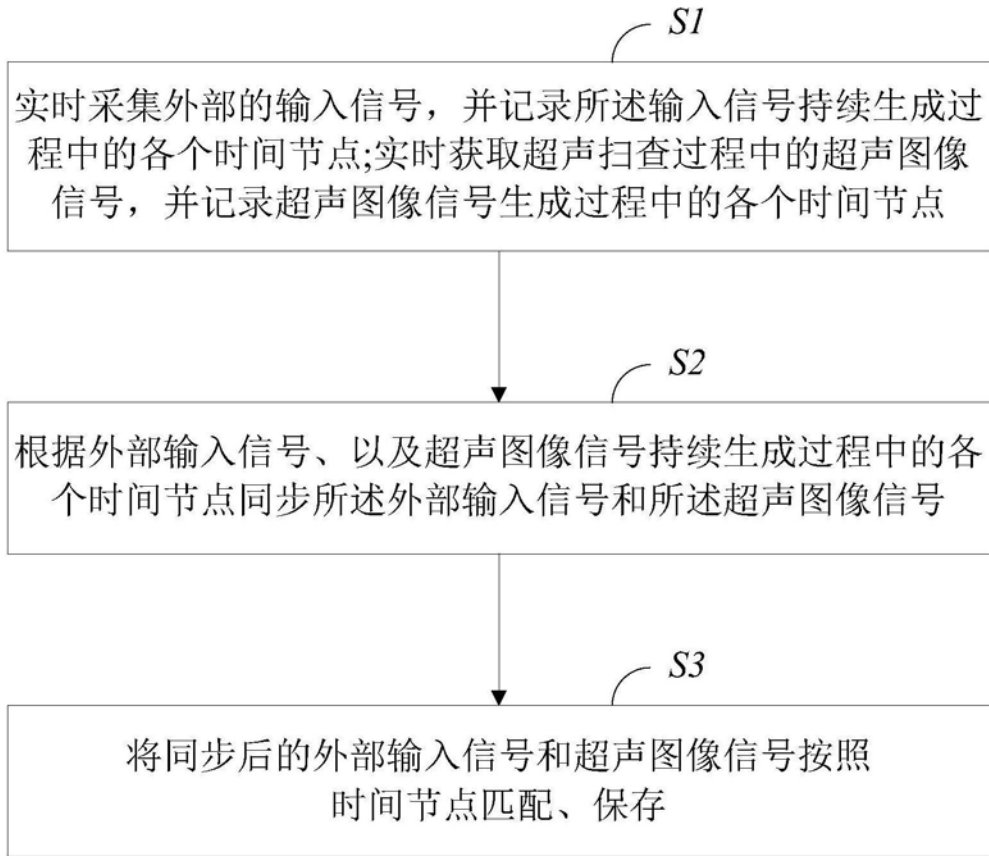 S1
实时采集外部的输入信号，并记录所述输入信号持续生成过
程中的各个时间节点;实时获取超声扫查过程中的超声图像
信号，并记录超声图像信号生成过程中的各个时间节点
S2
根据外部输入信号、以及超声图像信号持续生成过程中的各
个时间节点同步所述外部输入信号和所述超声图像信号
S3
将同步后的外部输入信号和超声图像信号按照
时间节点匹配、保存